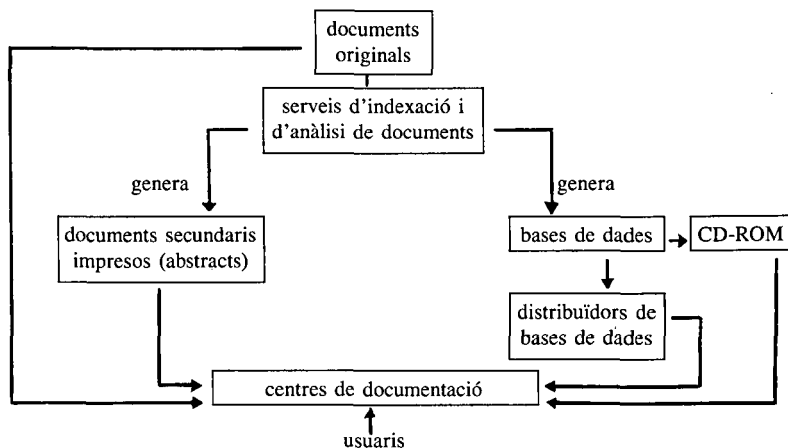 documents
originals
serveis d'indexació i
d'anàlisi de documents
genera
genera
documents secundaris
impresos (abstracts)
bases de dades
CD-ROM
distribuïdors de
bases de dades
centres de documentació
usuaris